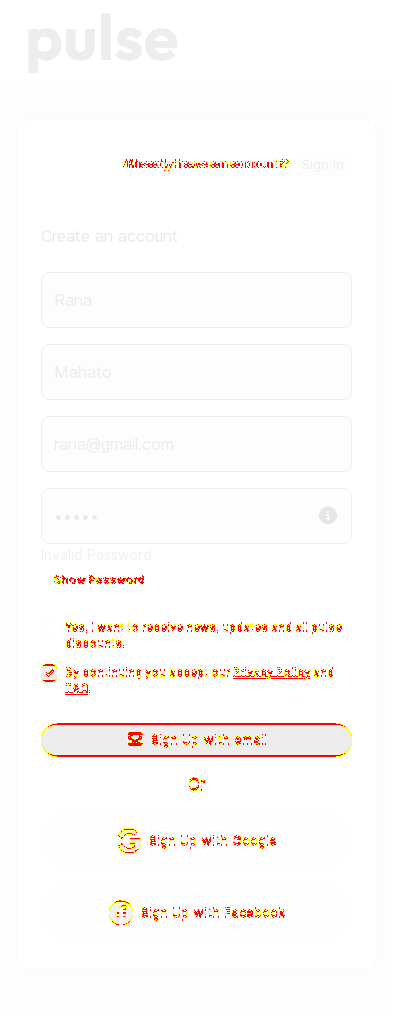 pulse
Already have an account? Sign in
Create an account
Rana
Mahato
rana@gmail.com
Invalid Password
Show Password
Yes, I want to receive news, updates and all pulse
discounts.
By continuing you accept our Privacy Policy and
Sign Up with email
Or
Sign Up with Google
Sign Up with Facebook